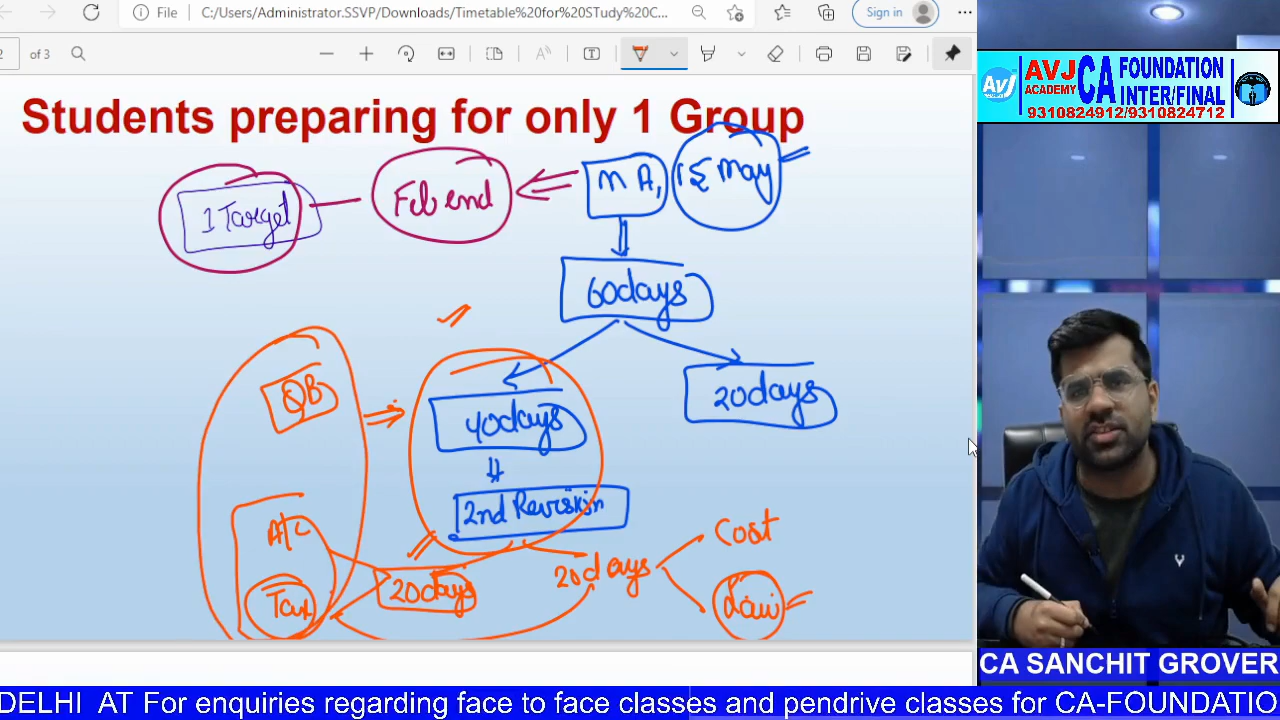 File
C:/Users/Administrator.SSVP/Downloads/Timetable%20for%20STudy%20C...
Sign in
2 of 3
Students preparing for only 1 Group
1 Target
Feb end
15 May
60days
40days
20days
2nd Revision
QB
A/C
Tax
20days
20days
Cost
Law
AVJ
ACADEMY
CA FOUNDATION
INTER/FINAL
9310824912/9310824712
CA SANCHIT GROVER
DELHI AT For enquiries regarding face to face classes and pendrive classes for CA-FOUNDATIO